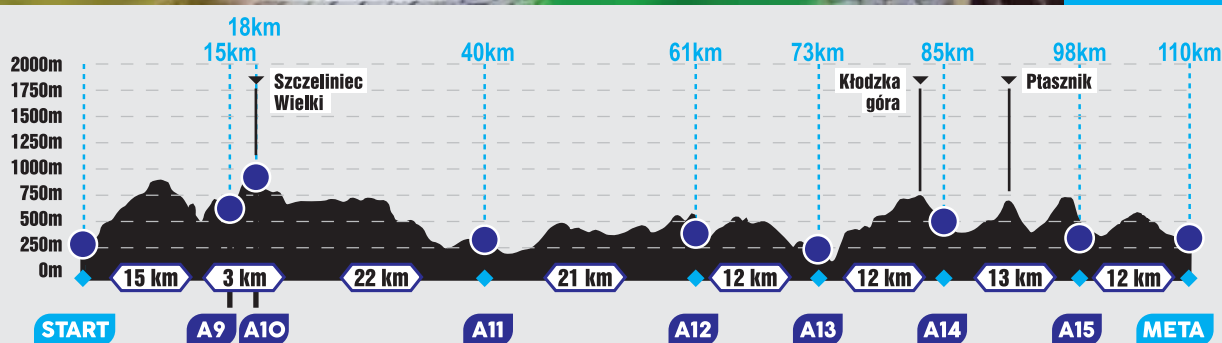 18km
15km
40km
61km
73km
85km
98km
110km
2000m
1750m
1500m
1250m
1000m
750m
500m
250m
0m
Szczeliniec
Wielki
Kłodzka
góra
Ptasznik
15 km
3 km
22 km
21 km
12 km
12 km
13 km
12 km
START
A9
A10
A11
A12
A13
A14
A15
META